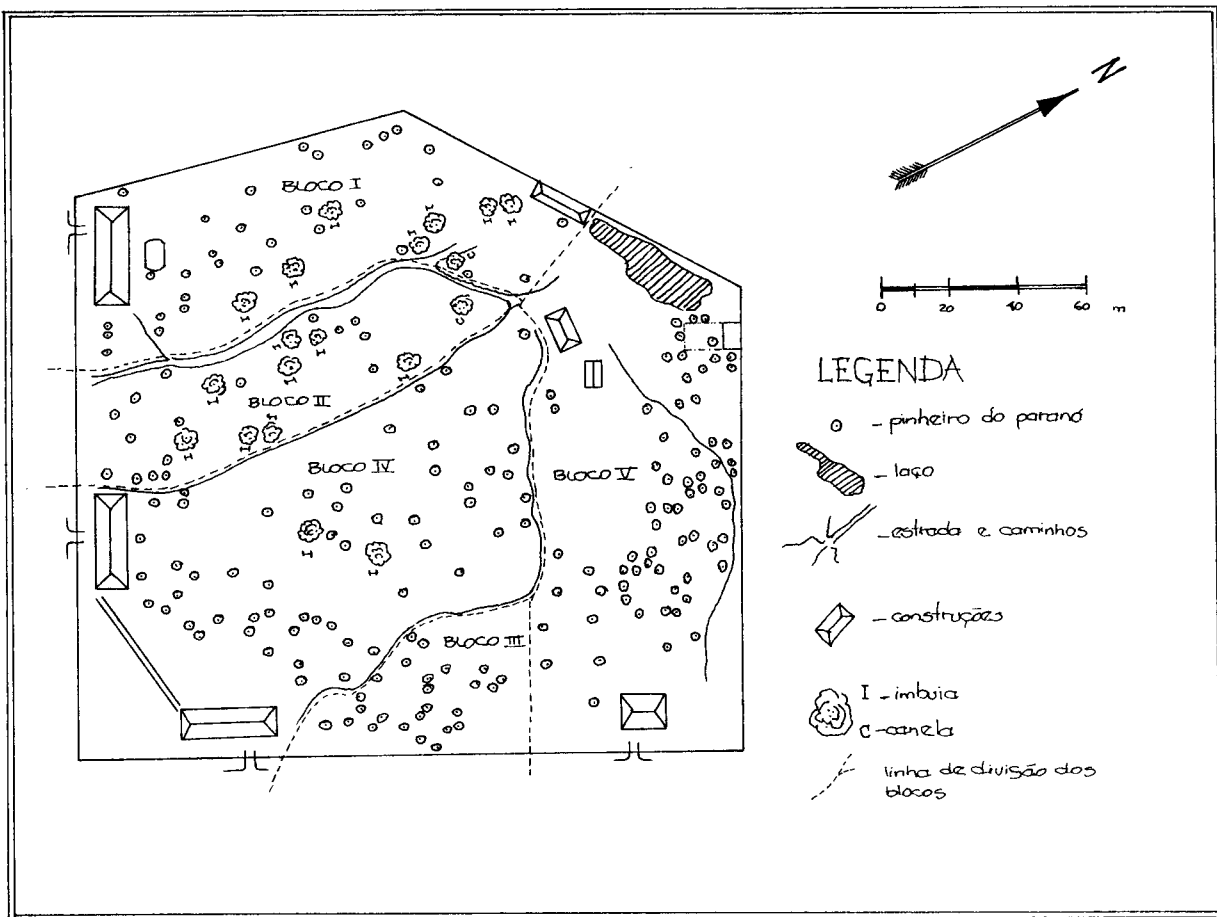 N
BLOCO I
I
I
I
I
I
C
I
I
0 20 40 60 m
C
I
I
I
I
LEGENDA
I
BLOCO II
I
I
I
- pinheiro do paraná
BLOCO IV
BLOCO V
- laço
I
I
- estrada e caminhos
- construções
BLOCO III
I - imbuia
C - canela
linha de divisão dos
blocos